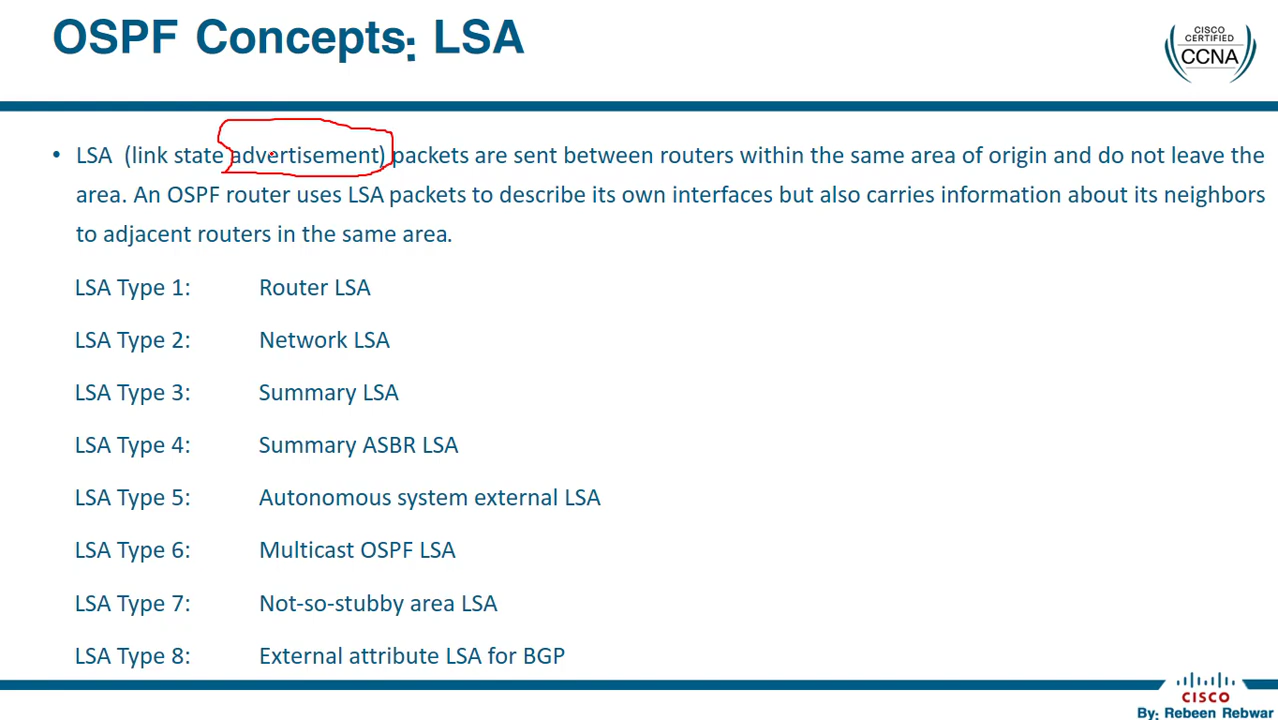 OSPF Concepts: LSA
CISCO
CERTIFIED
CCNA
• LSA (link state advertisement) packets are sent between routers within the same area of origin and do not leave the
area. An OSPF router uses LSA packets to describe its own interfaces but also carries information about its neighbors
to adjacent routers in the same area.
LSA Type 1: Router LSA
LSA Type 2: Network LSA
LSA Type 3: Summary LSA
LSA Type 4: Summary ASBR LSA
LSA Type 5: Autonomous system external LSA
LSA Type 6: Multicast OSPF LSA
LSA Type 7: Not-so-stubby area LSA
LSA Type 8: External attribute LSA for BGP
CISCO
By: Rebeen Rebwar